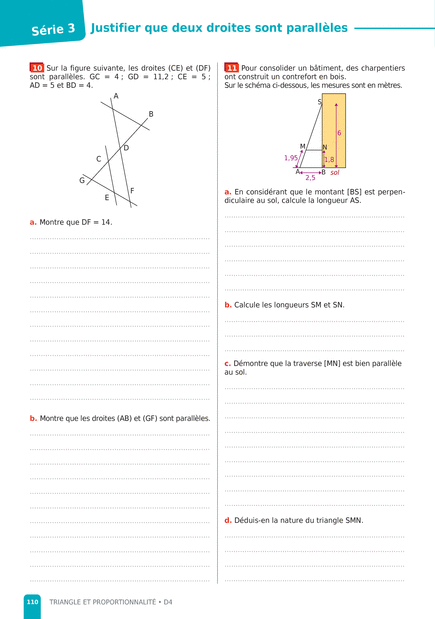 Série 3
Justifier que deux droites sont parallèles
10 Sur la figure suivante, les droites (CE) et (DF)
sont parallèles. GC = 4 ; GD = 11,2 ; CE = 5 ;
AD = 5 et BD = 4.
A
B
D
C
G
E
F
a. Montre que DF = 14.
b. Montre que les droites (AB) et (GF) sont parallèles.
11 Pour consolider un bâtiment, des charpentiers
ont construit un contrefort en bois.
Sur le schéma ci-dessous, les mesures sont en mètres.
S
6
M
N
1,95
1,8
A
B
sol
2,5
a. En considérant que le montant [BS] est perpen-
diculaire au sol, calcule la longueur AS.
b. Calcule les longueurs SM et SN.
c. Démontre que la traverse [MN] est bien parallèle
au sol.
d. Déduis-en la nature du triangle SMN.
110 TRIANGLE ET PROPORTIONNALITÉ • D4